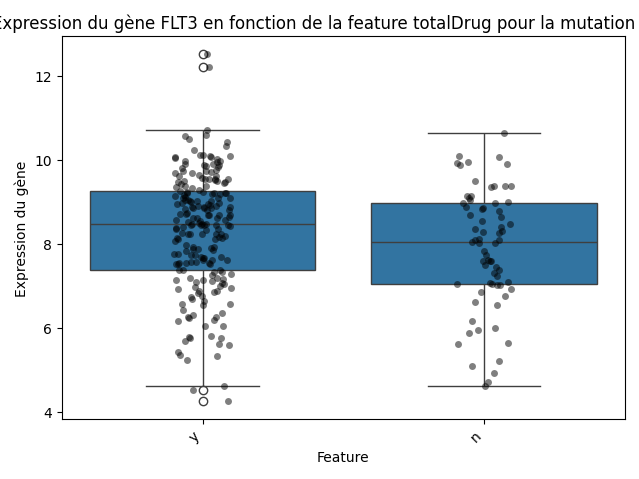 Expression du gène FLT3 en fonction de la feature totalDrug pour la mutation
Expression du gène
12
10
8
6
4
y
n
Feature